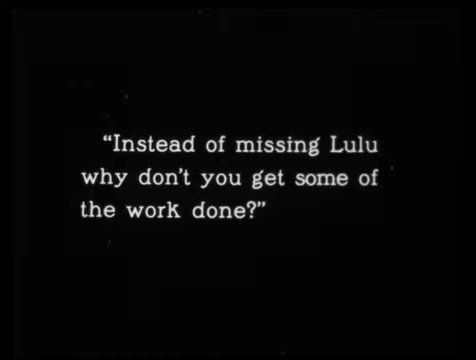 “Instead of missing Lulu
why don't you get some of
the work done?”